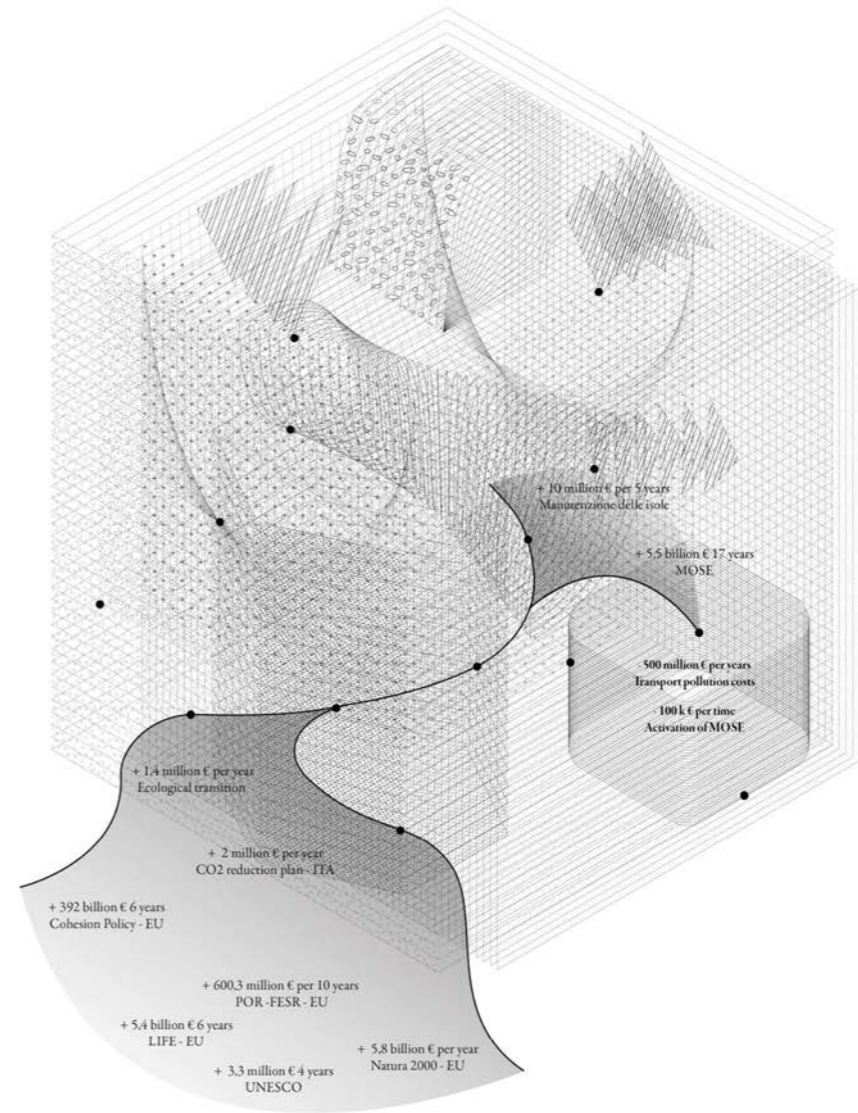 + 10 million € per 5 years
Manutenzione delle isole
+ 5,5 billion € 17 years
MOSE
- 500 million € per years
Transport pollution costs
- 100 k € per time
Activation of MOSE
+ 1,4 million € per year
Ecological transition
+ 2 million € per year
CO2 reduction plan - ITA
+ 392 billion € 6 years
Cohesion Policy - EU
+ 600,3 million € per 10 years
POR -FESR - EU
+ 5,4 billion € 6 years
LIFE - EU
+ 5,8 billion € per year
Natura 2000 - EU
+ 3,3 million € 4 years
UNESCO